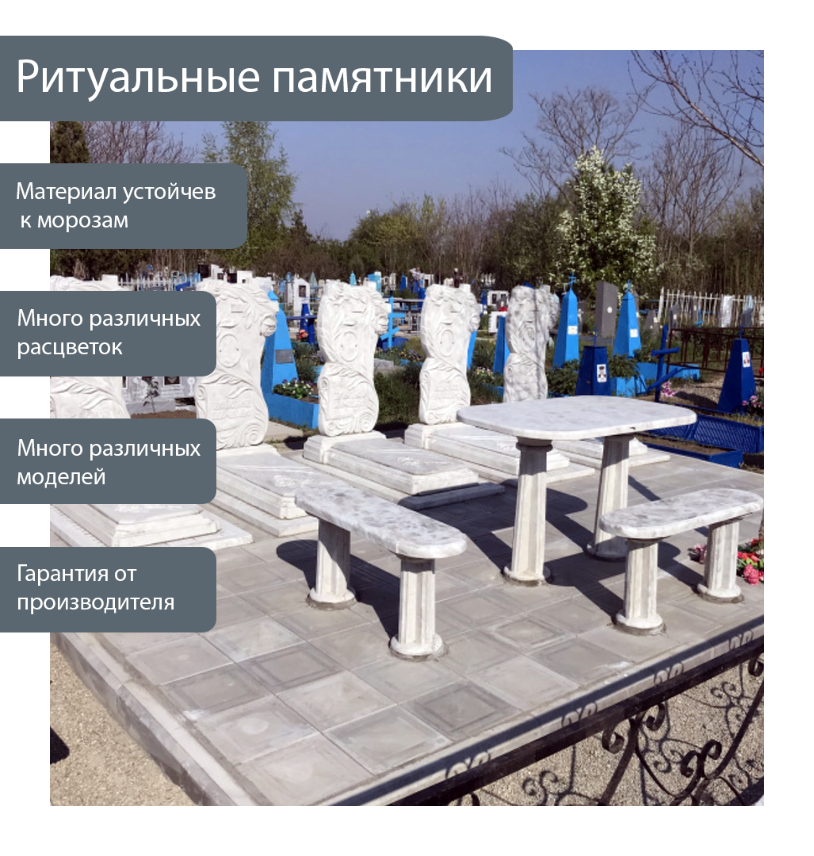 Ритуальные памятники
Материал устойчев
к морозам
Много различных
расцветок
Много различных
моделей
Гарантия от
производителя